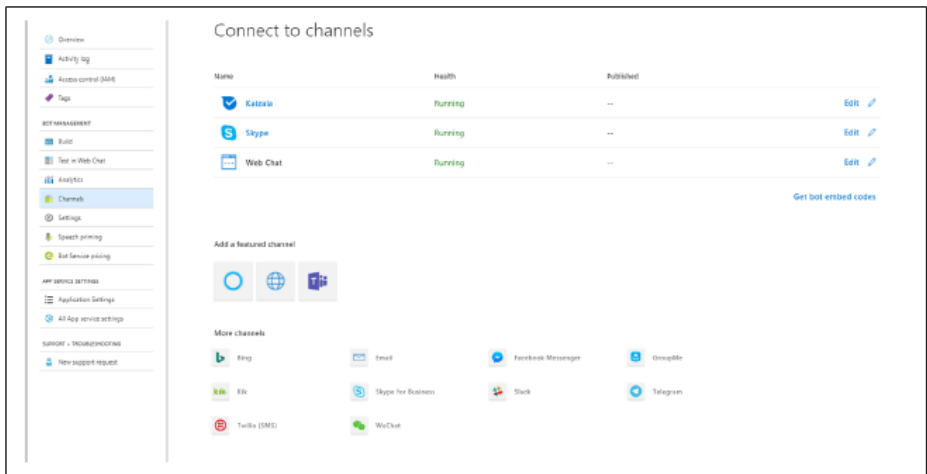 Overview
Activity log
Access control (IAM)
Tags
BOT MANAGEMENT
Build
Test in Web Chat
Analytics
Channels
Settings
Speech priming
Bot Service pricing
APP SERVICE SETTINGS
Application Settings
All App service settings
SUPPORT + TROUBLESHOOTING
New support request
Connect to channels
Name Health Published
Kaizala Running -- Edit
Skype Running -- Edit
Web Chat Running -- Edit
Get bot embed codes
Add a featured channel
More channels
Bing Email Facebook Messenger GroupMe
Kik Skype for Business Slack Telegram
Twilio (SMS) WeChat